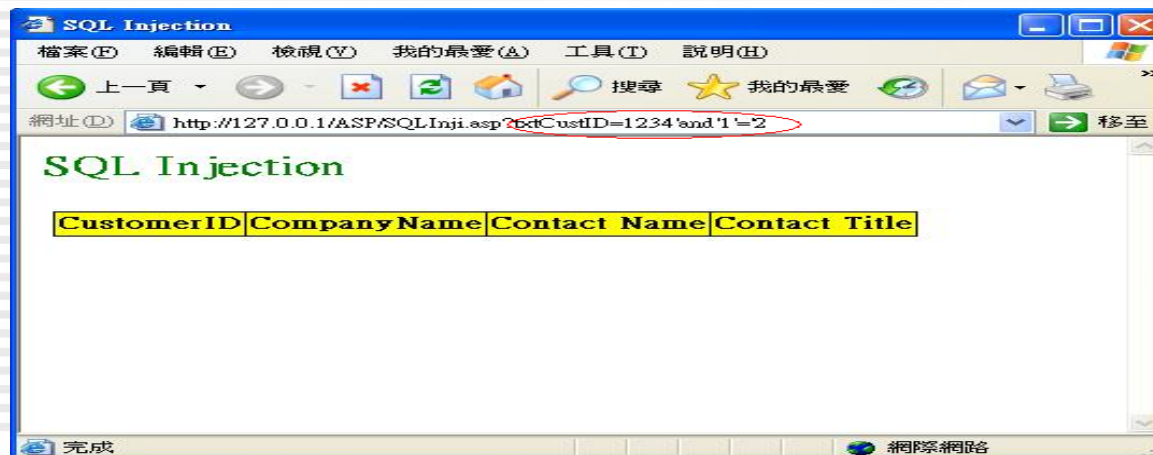 SQL Injection
檔案(F) 編輯(E) 檢視(V) 我的最愛(A) 工具(T) 說明(H)
上一頁 搜尋 我的最愛 »
網址(D) http://127.0.0.1/ASP/SQLInji.asp?txtCustID=1234'and'1'='2 移至
SQL Injection
CustomerID CompanyName Contact Name Contact Title
完成 網際網路